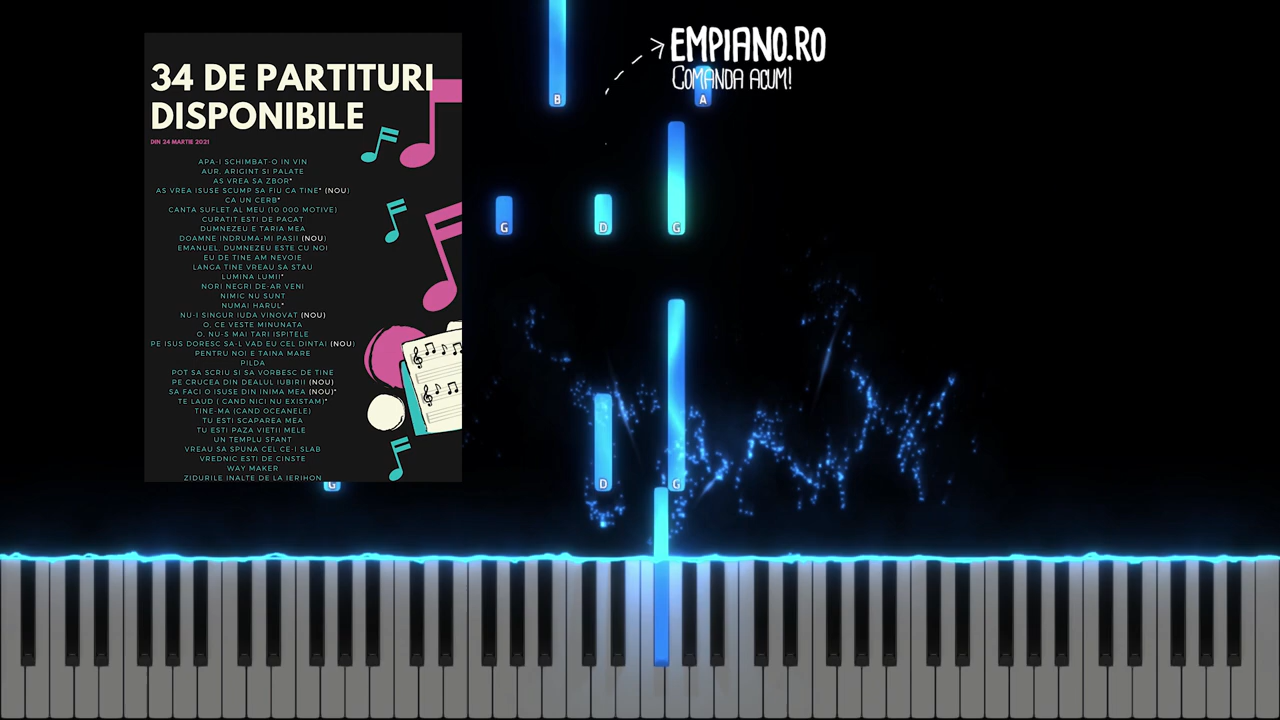 34 DE PARTITURI
DISPONIBILE
DIN 24 MARTIE 2021
APA-I SCHIMBAT-O IN VIN
AUR, ARGINT SI PALATE
AS VREA SA ZBOR*
AS VREA ISUSE SCUMP SA FIU CA TINE* (NOU)
CA UN CERB*
CANTA SUFLET AL MEU (10 000 MOTIVE)
CURATIT ESTI DE PACAT
DUMNEZEU E TARIA MEA
DOAMNE INDRUMA-MI PASII (NOU)
EMANUEL, DUMNEZEU ESTE CU NOI
EU DE TINE AM NEVOIE
LANGA TINE VREAU SA STAU
LUMINA LUMII*
NORI NEGRI DE-AR VENI
NIMIC NU SUNT
NUMAI HARUL*
NU-I SINGUR IUDA VINOVAT (NOU)
O, CE VESTE MINUNATA
O, NU-S MAI TARI ISPITELE
PE ISUS DORESC SA-L VAD EU CEL DINTAI (NOU)
PENTRU NOI E TAINA MARE
PILDA
POT SA SCRIU SI SA VORBESC DE TINE
PE CRUCEA DIN DEALUL IUBIRII (NOU)
SA FACI O ISUSE DIN INIMA MEA (NOU)*
TE LAUD ( CAND NICI NU EXISTAM)*
TINE-MA (CAND OCEANELE)
TU ESTI SCAPAREA MEA
TU ESTI PAZA VIETII MELE
UN TEMPLU SFANT
VREAU SA SPUNA CEL CE-I SLAB
VREDNIC ESTI DE CINSTE
WAY MAKER
ZIDURILE INALTE DE LA IERIHON
EMPIANO.RO
COMANDA ACUM!
B
A
G
D
G
D
G
G